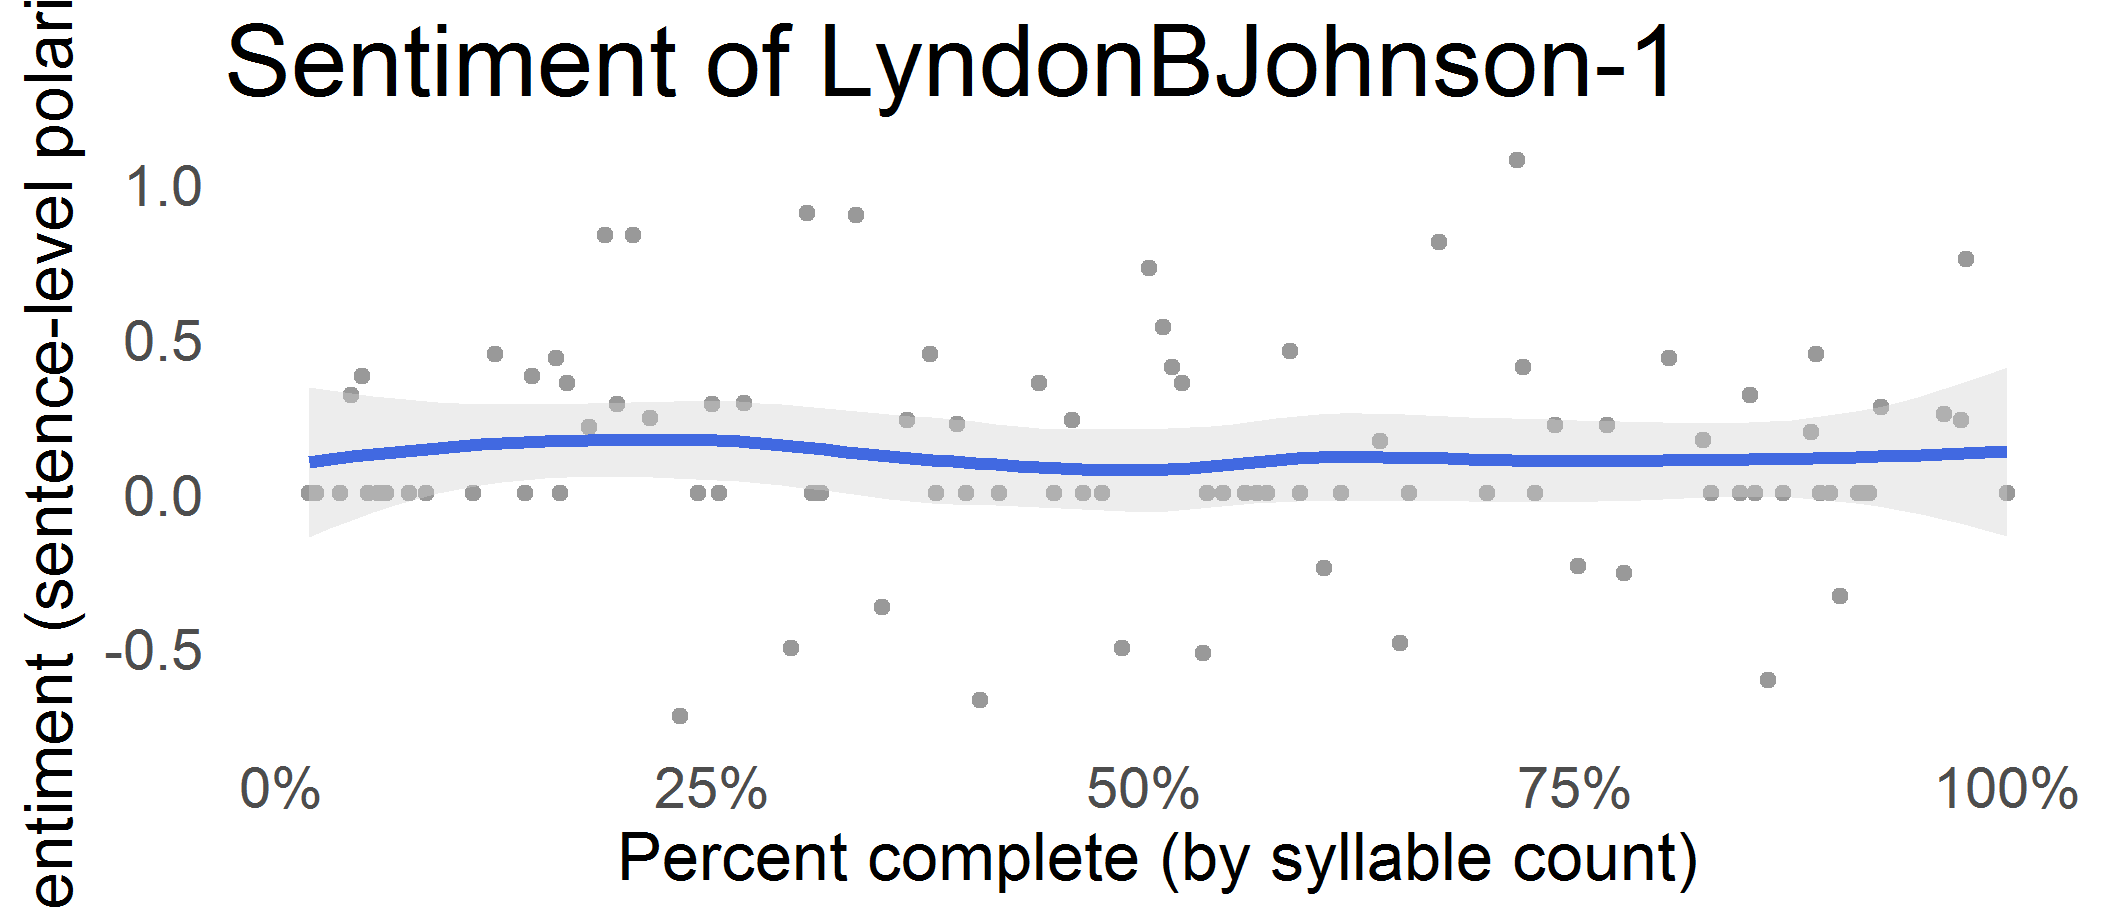 Sentiment of LyndonBJohnson-1
entiment (sentence-level polari
1.0
0.5
0.0
-0.5
0% 25% 50% 75% 100%
Percent complete (by syllable count)